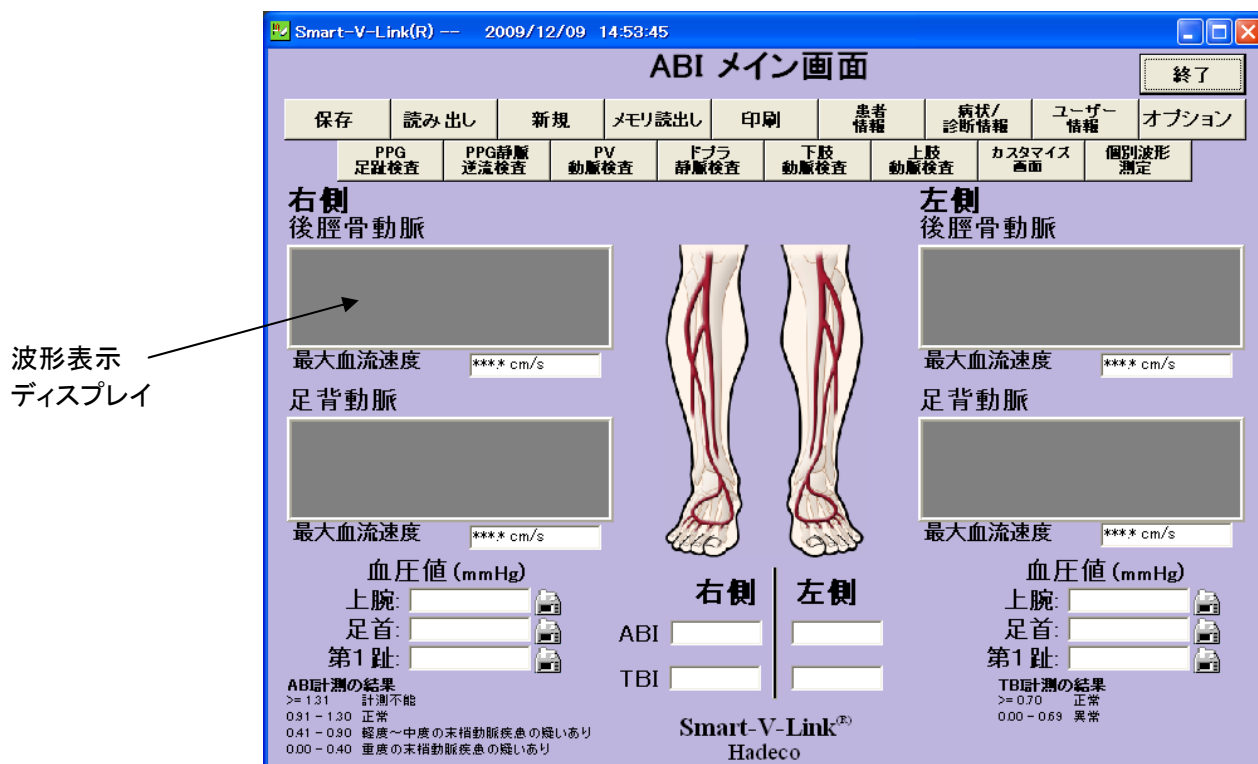 Smart-V-Link(R) -- 2009/12/09 14:53:45
ABI メイン画面
終了
保存 読み出し 新規 メモリ読出し 印刷 患者情報 病状/診断情報 ユーザー情報 オプション
PPG足趾検査 PPG静脈逆流検査 PV動脈検査 ドプラ静脈検査 下肢動脈検査 上肢動脈検査 カスタマイズ画面 個別波形測定
右側
後脛骨動脈
最大血流速度 ***.* cm/s
足背動脈
最大血流速度 ***.* cm/s
血圧値 (mmHg)
上腕:
足首:
第1 趾:
ABI計測の結果
>= 1.31 計測不能
0.91 - 1.30 正常
0.41 - 0.90 軽度～中度の末梢動脈疾患の疑いあり
0.00 - 0.40 重度の末梢動脈疾患の疑いあり
波形表示
ディスプレイ
右側 左側
ABI
TBI
Smart-V-Link(R)
Hadeco
左側
後脛骨動脈
最大血流速度 ***.* cm/s
足背動脈
最大血流速度 ***.* cm/s
血圧値 (mmHg)
上腕:
足首:
第1 趾:
TBI計測の結果
>= 0.70 正常
0.00 - 0.69 異常